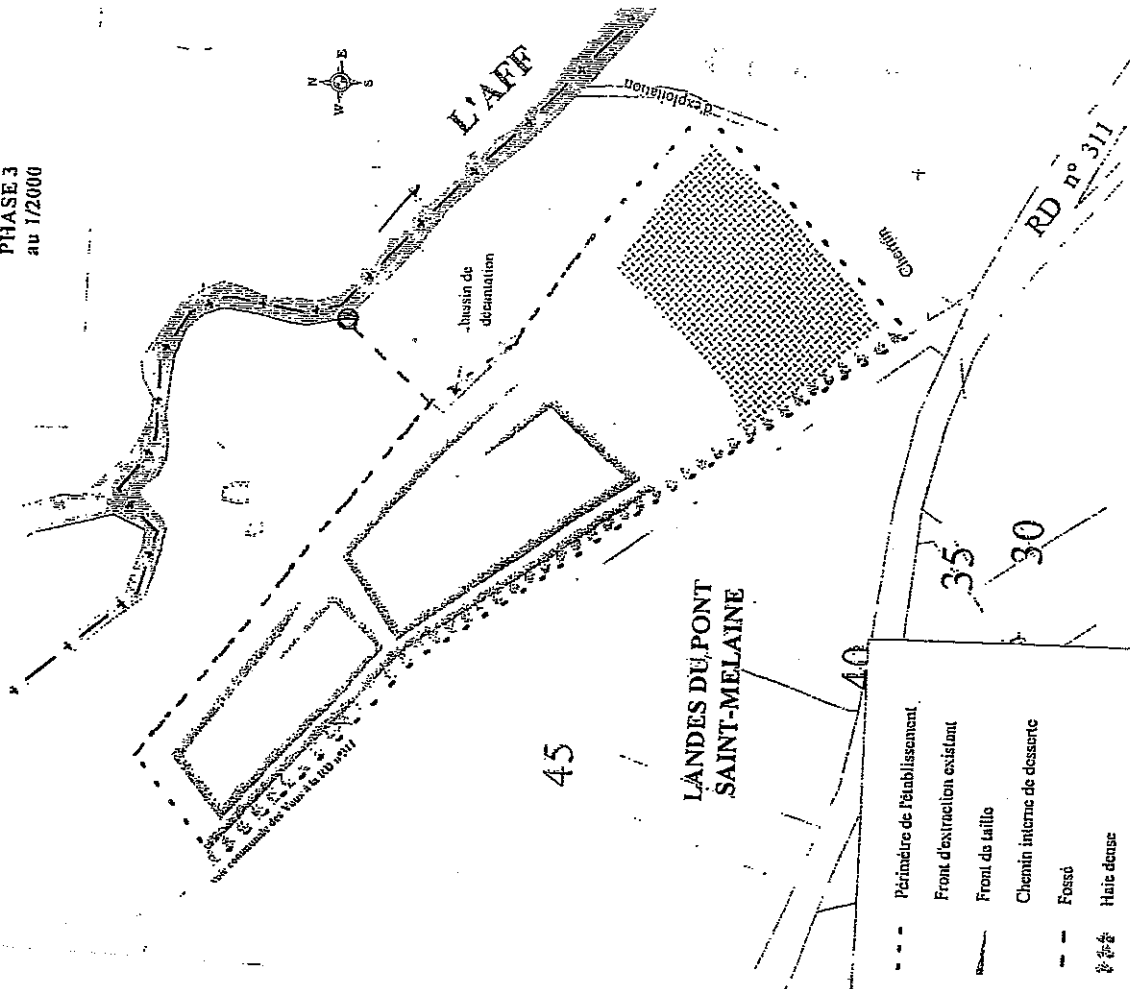 PHASE 3
au 1/2000
N
W E
S
L'AFF
d'exploitation
bassin de
décantation
Chemin
RD nº 311
voie communale des Vaux à la RD nº311
45
LANDES DU PONT
SAINT-MELAINE
40
35
30
Périmètre de l'établissement
Front d'extraction existant
Front de taille
Chemin interne de desserte
Fossé
Haie dense